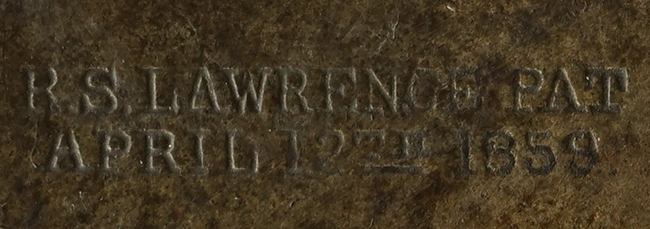 R.S. LAWRENCE PAT
APRIL 12TH 1859.